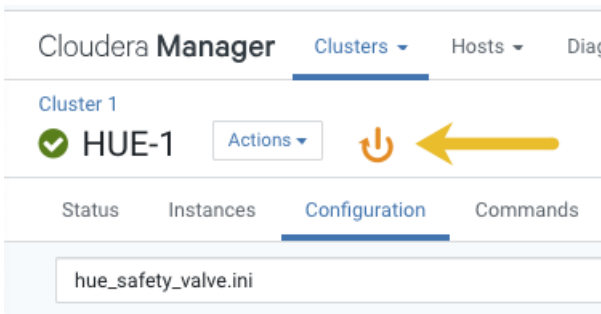 Cloudera Manager Clusters Hosts Diag
Cluster 1
HUE-1 Actions
Status Instances Configuration Commands
hue_safety_valve.ini